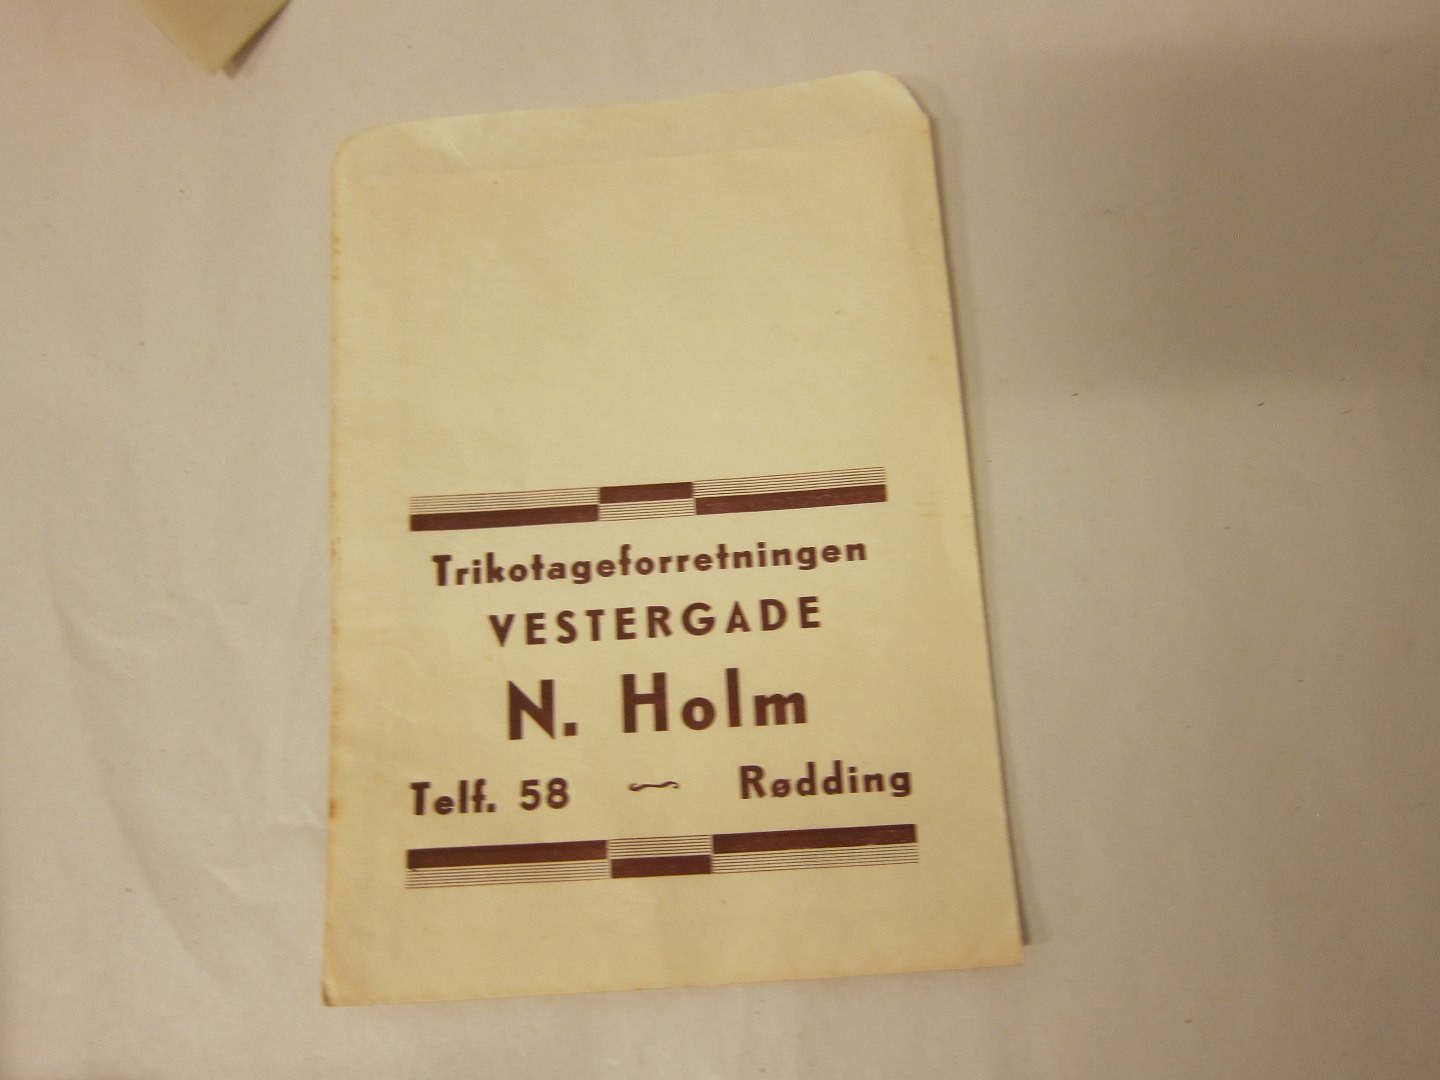 Trikotageforretningen
VESTERGADE
N. Holm
Telf. 58 ~ Rødding